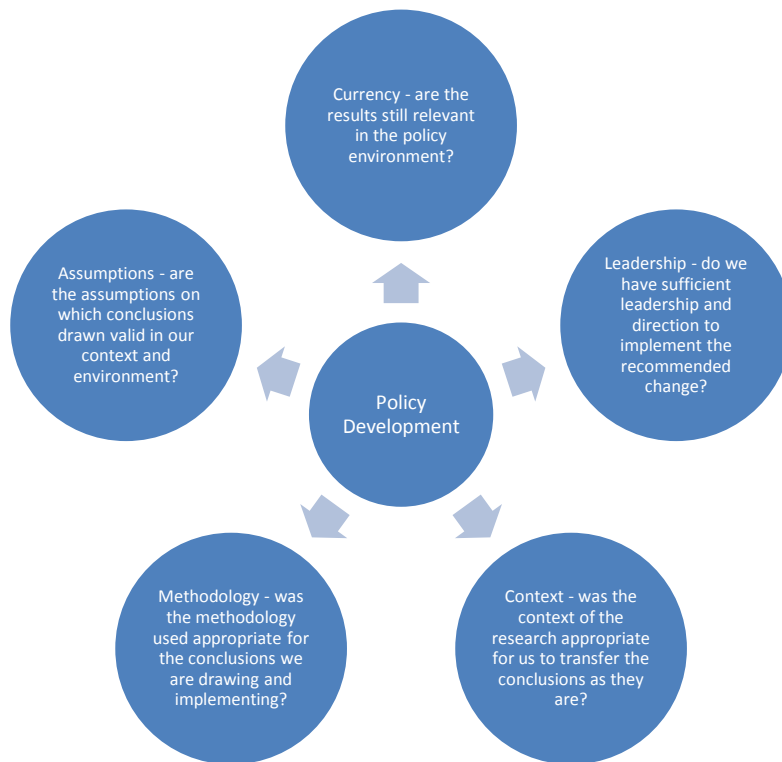 Currency - are the
results still relevant
in the policy
environment?
Leadership - do we
have sufficient
leadership and
direction to
implement the
recommended
change?
Context - was the
context of the
research appropriate
for us to transfer the
conclusions as they
are?
Methodology - was
the methodology
used appropriate for
the conclusions we
are drawing and
implementing?
Assumptions - are
the assumptions on
which conclusions
drawn valid in our
context and
environment?
Policy
Development